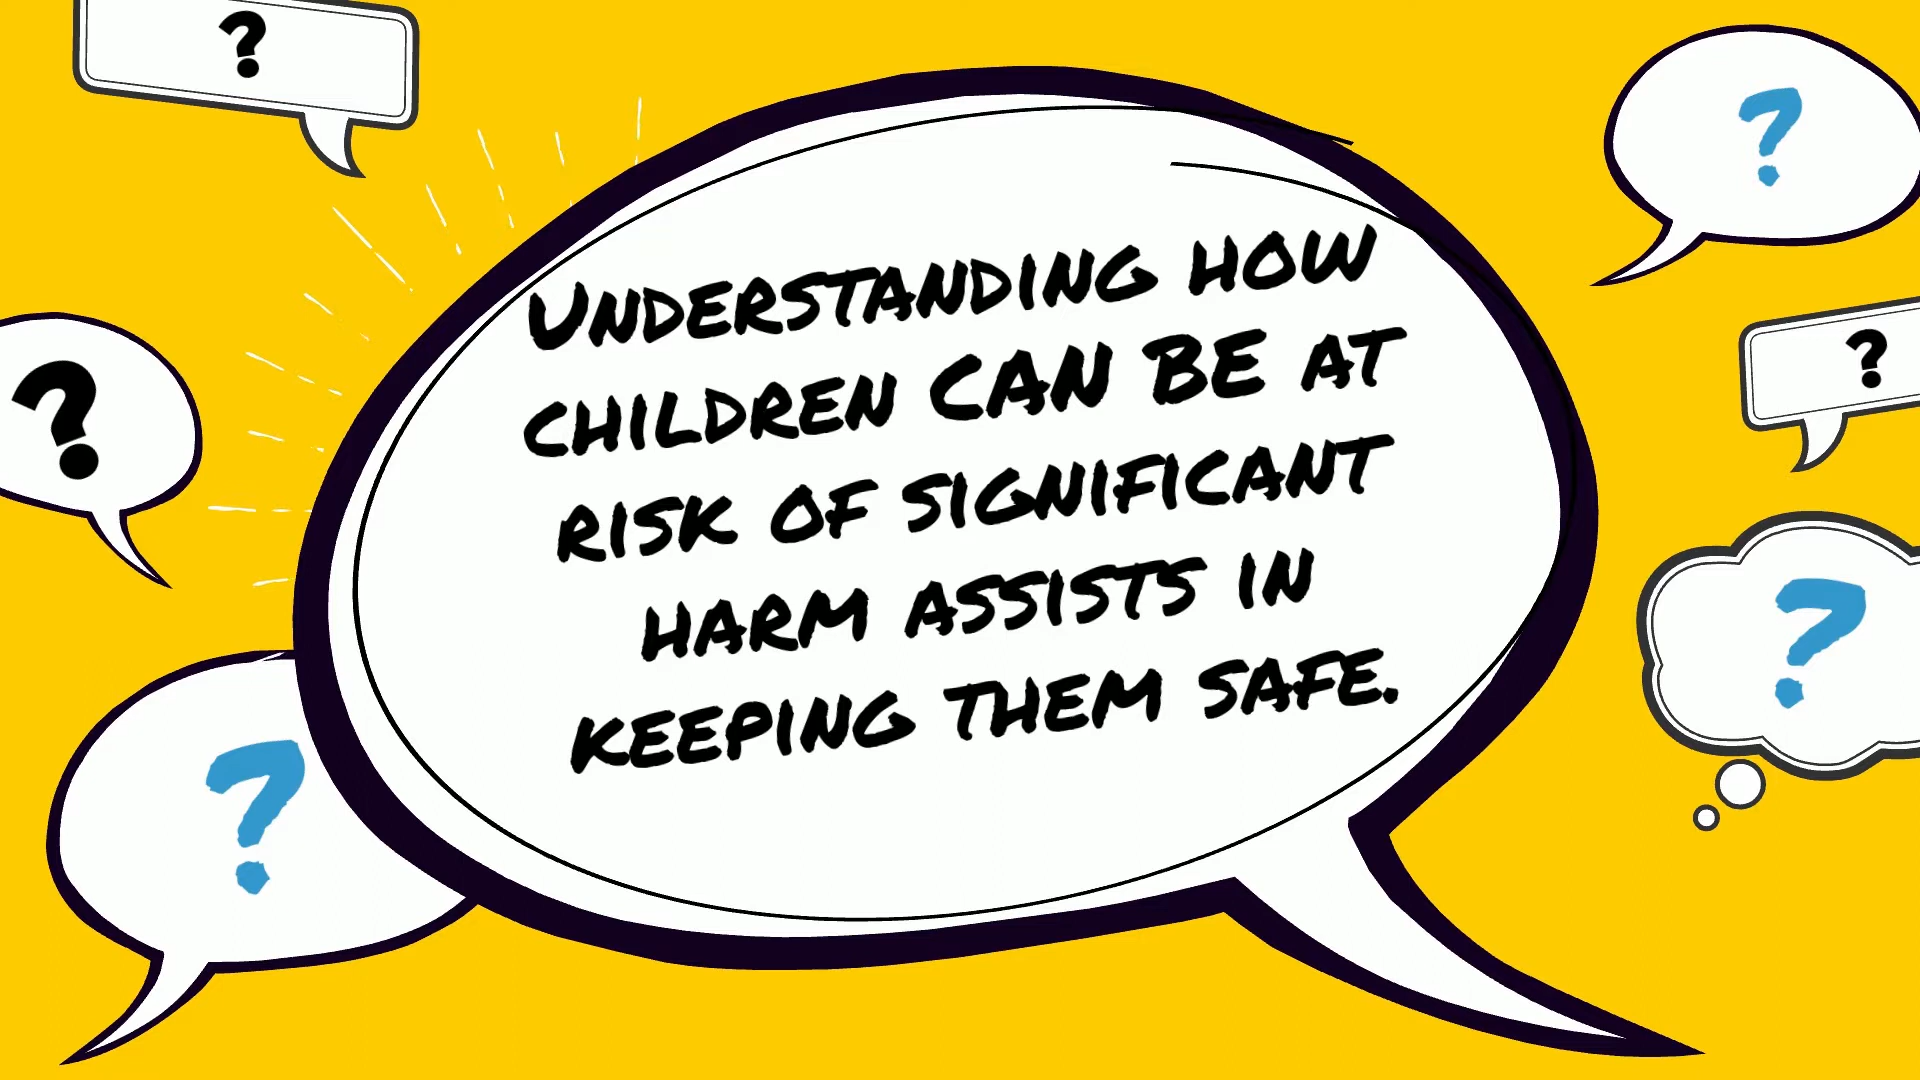 ?
?
Understanding how
children CAN BE at
risk of significant
harm assists in
keeping them safe.
?
?
?
?